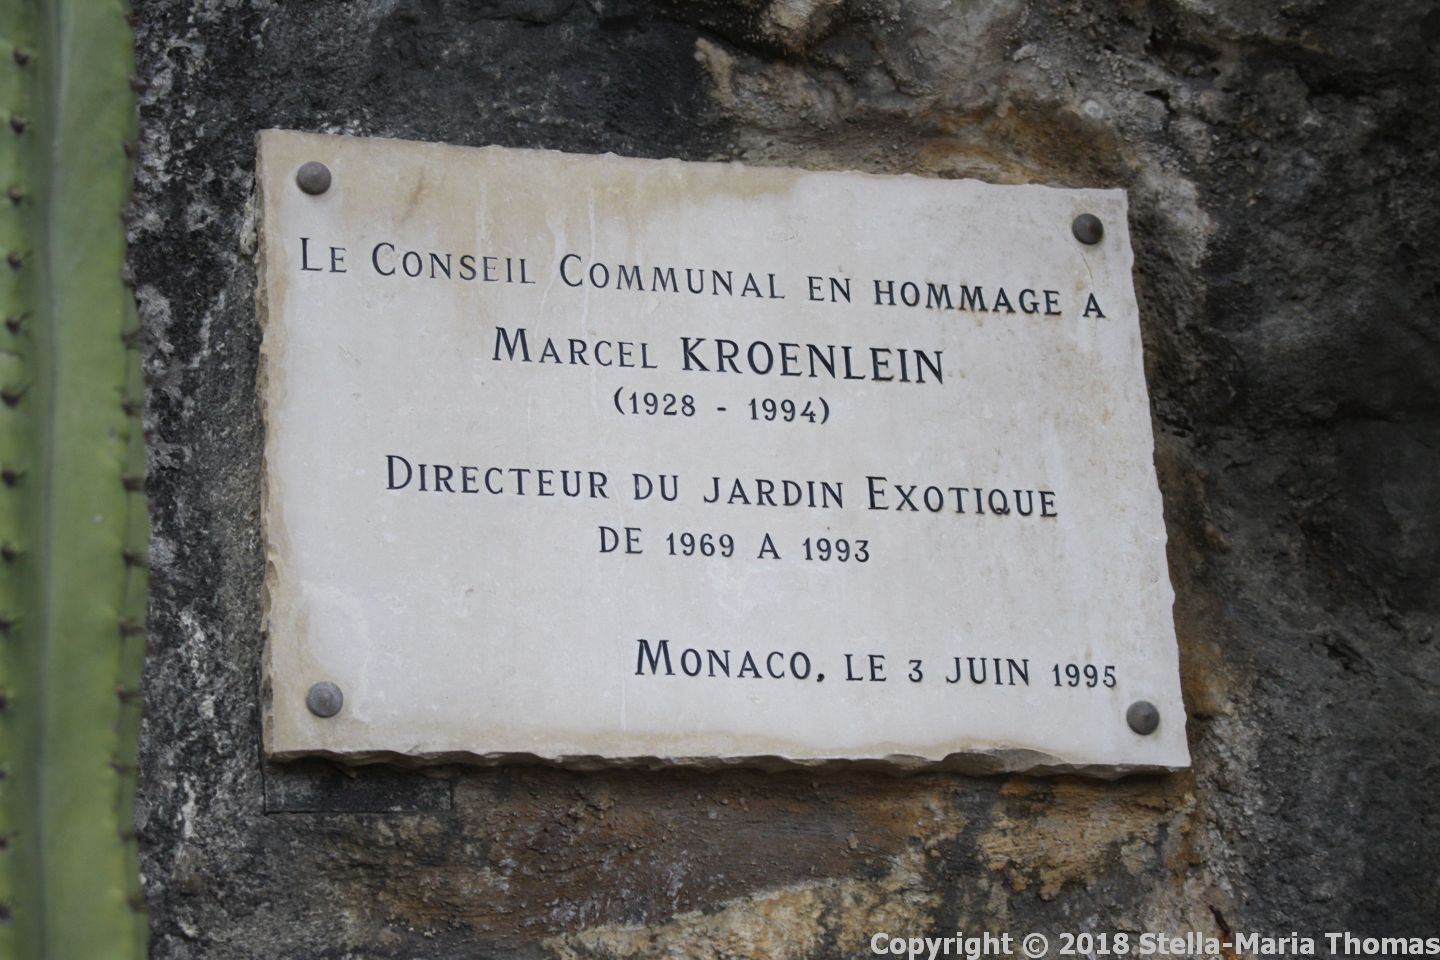 LE CONSEIL COMMUNAL EN HOMMAGE A
MARCEL KROENLEIN
(1928 - 1994)
DIRECTEUR DU JARDIN EXOTIQUE
DE 1969 A 1993
MONACO, LE 3 JUIN 1995
Copyright © 2018 Stella-Maria Thomas